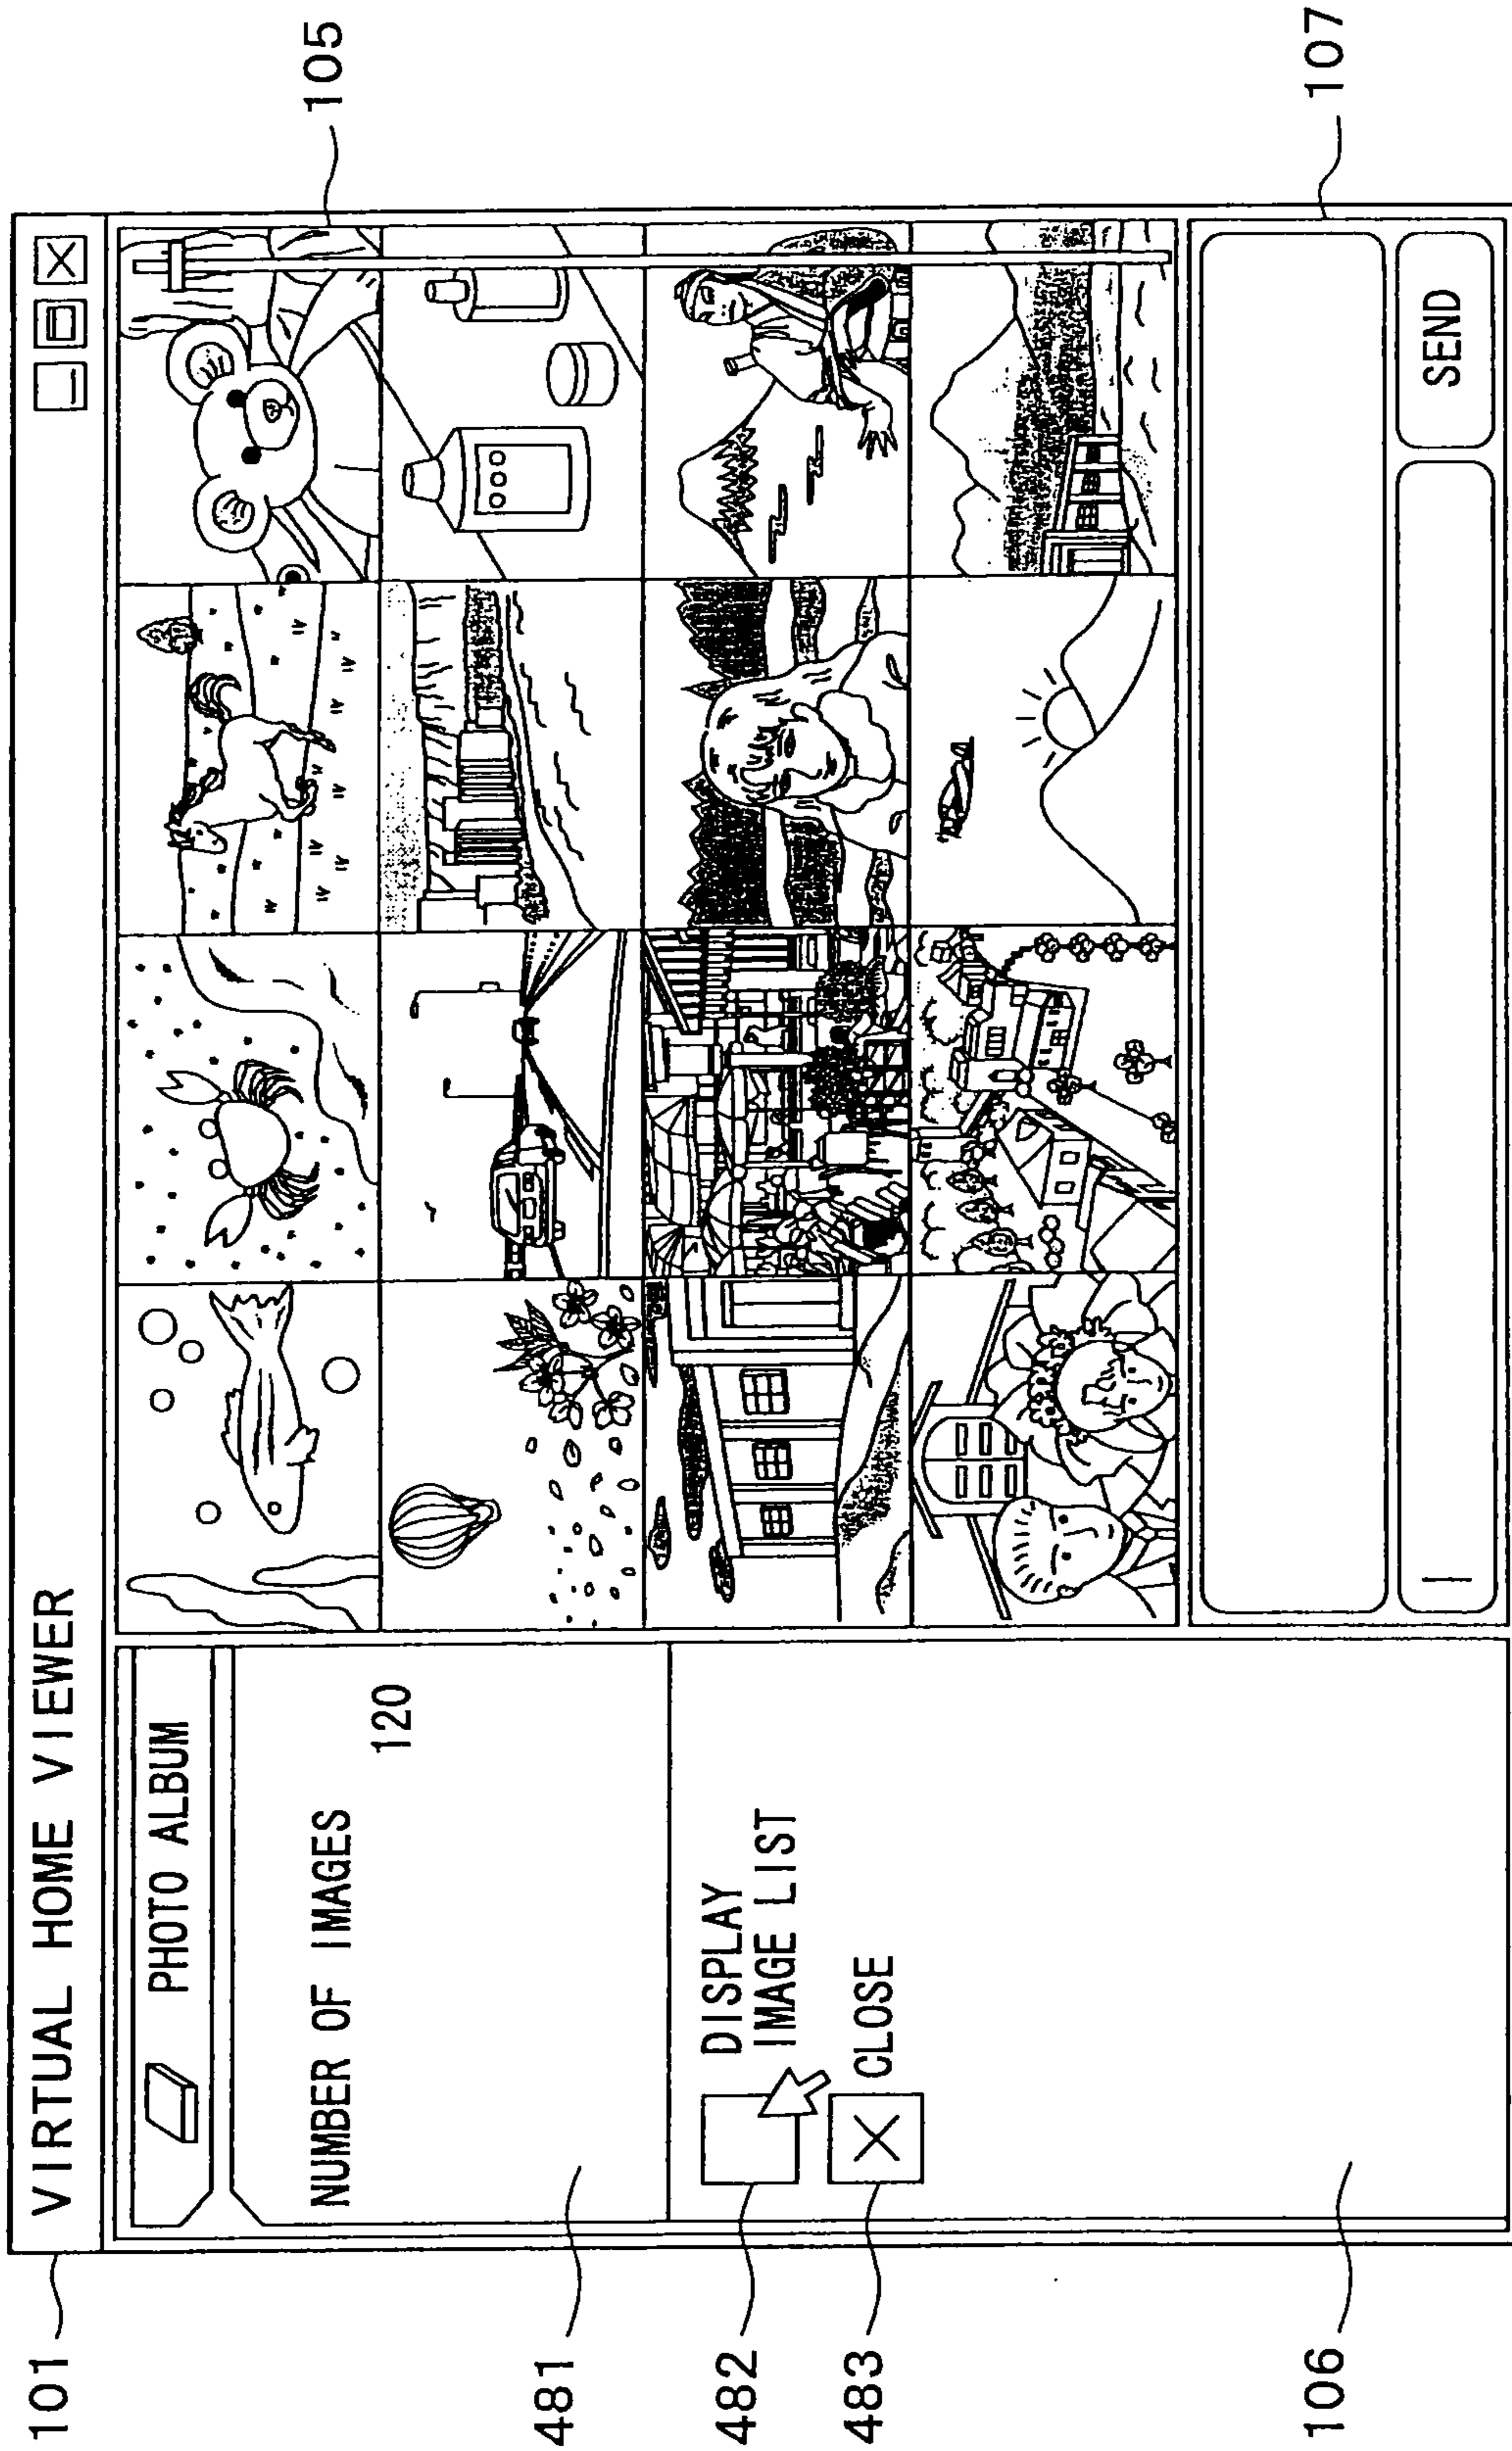 101
VIRTUAL HOME VIEWER
PHOTO ALBUM
105
NUMBER OF IMAGES
120
481
DISPLAY
IMAGE LIST
482
CLOSE
483
106
107
SEND